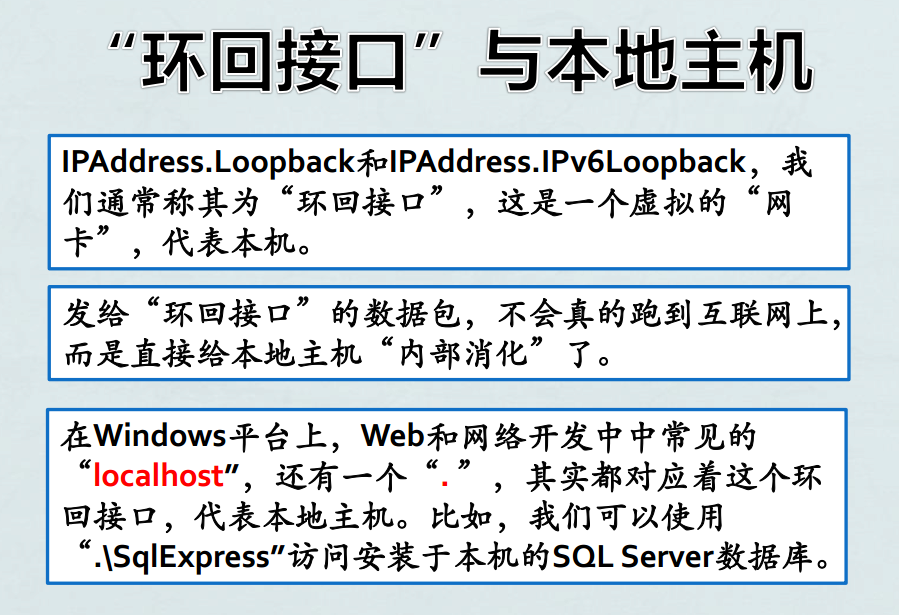 “环回接口”与本地主机
IPAddress.Loopback和IPAddress.IPv6Loopback，我
们通常称其为“环回接口”，这是一个虚拟的“网
卡”，代表本机。
发给“环回接口”的数据包，不会真的跑到互联网上，
而是直接给本地主机“内部消化”了。
在Windows平台上，Web和网络开发中中常见的
“localhost”，还有一个“.”，其实都对应着这个环
回接口，代表本地主机。比如，我们可以使用
“.\SqlExpress”访问安装于本机的SQL Server数据库。